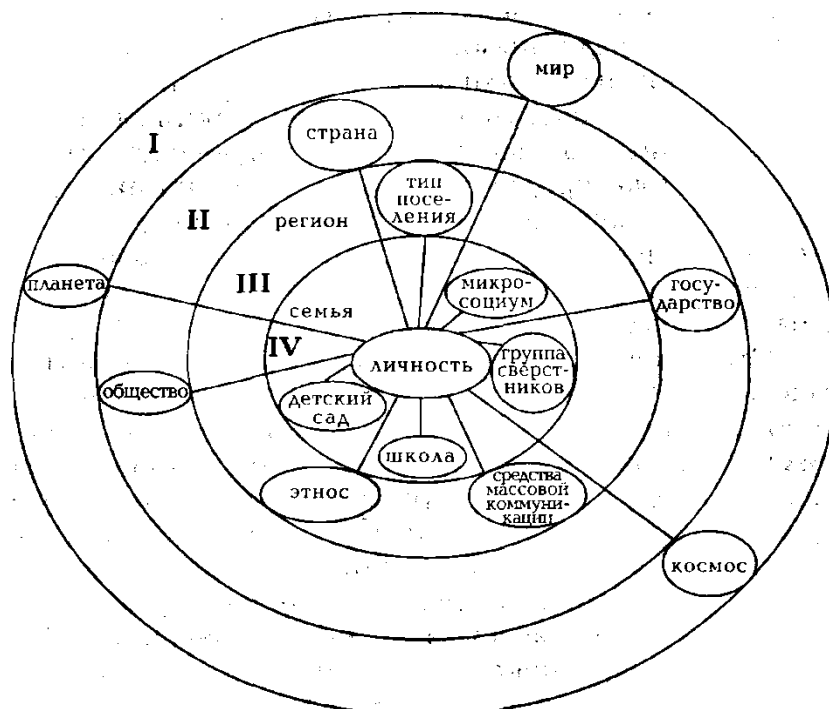 мир
I
страна
тип
посе-
ления
II
регион
III
планета
микро-
социум
госу-
дарство
семья
IV
личность
группа
сверст-
ников
общество
детский
сад
школа
этнос
средства
массовой
коммуни-
кации
космос